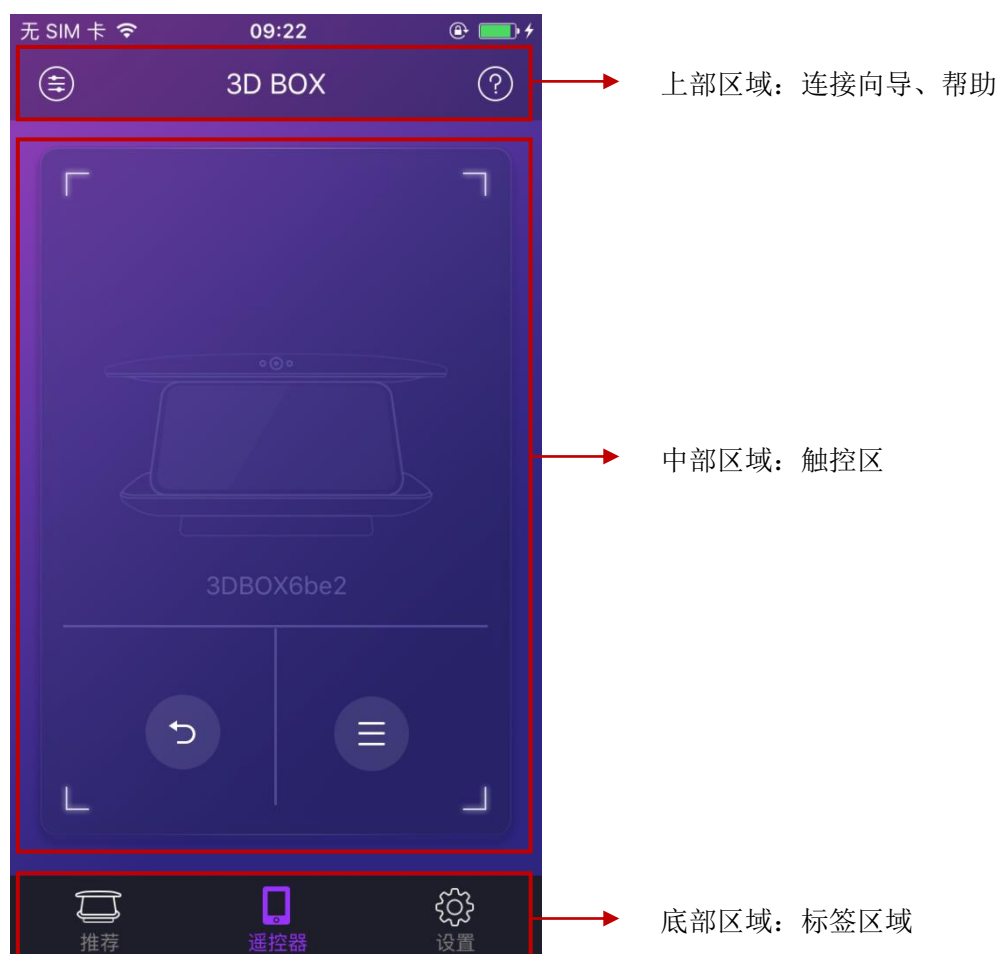 无 SIM 卡 09:22
3D BOX
上部区域：连接向导、帮助
中部区域：触控区
3DBOX6be2
底部区域：标签区域
推荐 遥控器 设置